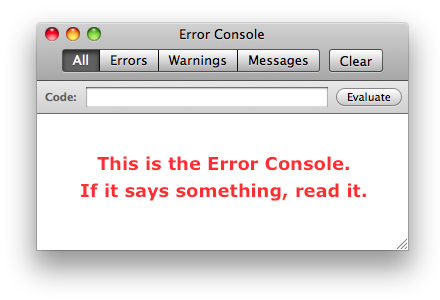 Error Console
All Errors Warnings Messages Clear
Code: Evaluate
This is the Error Console.
If it says something, read it.